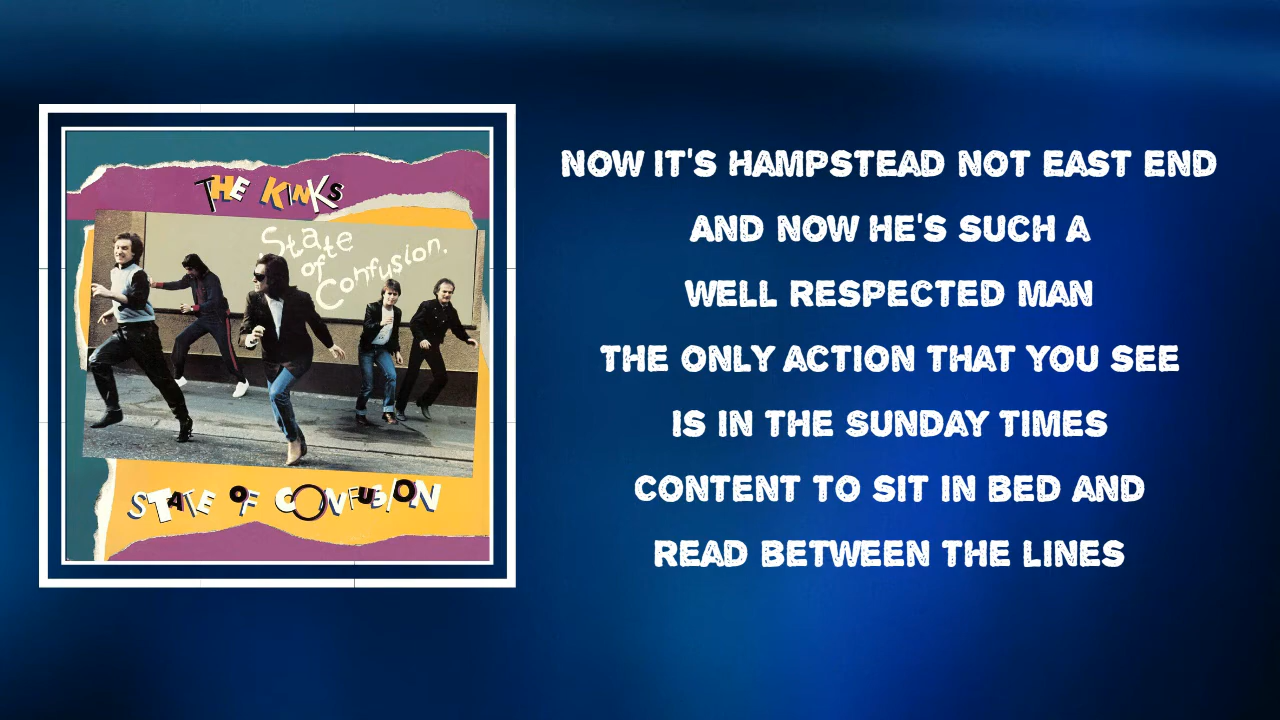 THE KINKS
State
of
Confusion.
STATE OF CONFUSION
NOW IT'S HAMPSTEAD NOT EAST END
AND NOW HE'S SUCH A
WELL RESPECTED MAN
THE ONLY ACTION THAT YOU SEE
IS IN THE SUNDAY TIMES
CONTENT TO SIT IN BED AND
READ BETWEEN THE LINES